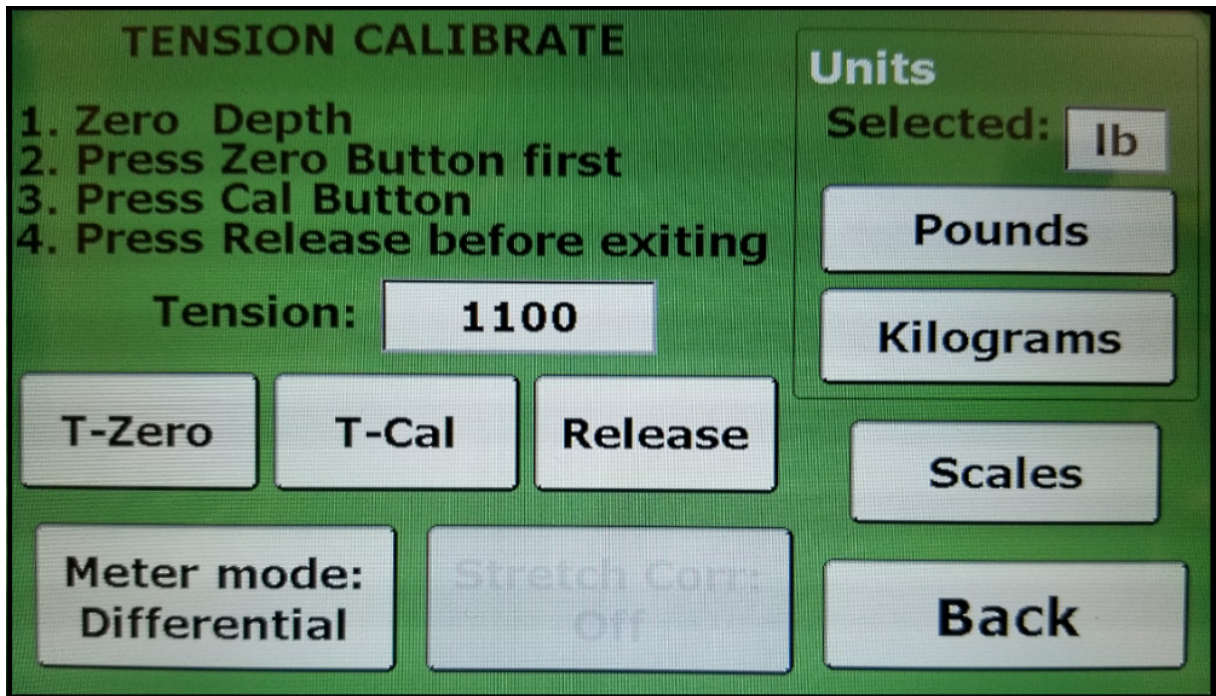 TENSION CALIBRATE
1. Zero Depth
2. Press Zero Button first
3. Press Cal Button
4. Press Release before exiting
Tension: 1100
T-Zero
T-Cal
Release
Meter mode:
Differential
Stretch Corr:
Off
Units
Selected: lb
Pounds
Kilograms
Scales
Back